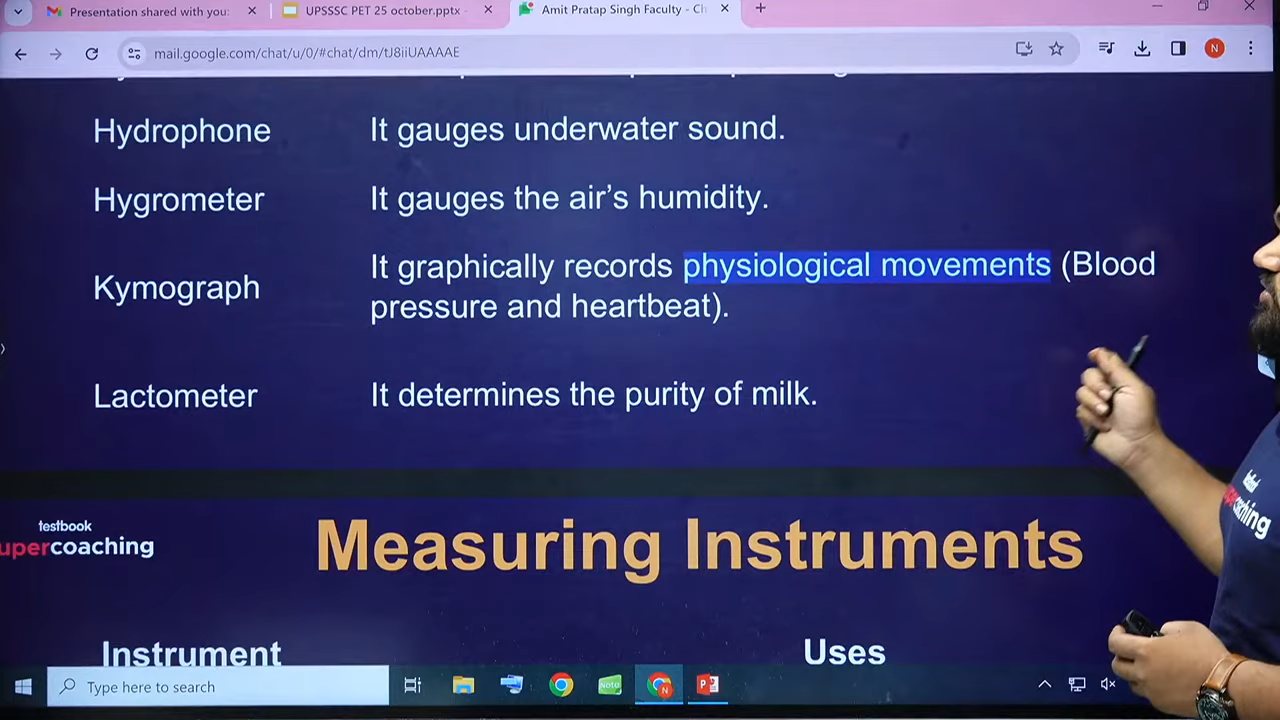 Presentation shared with you:
UPSSSC PET 25 october.pptx -
Amit Pratap Singh Faculty - Ch
mail.google.com/chat/u/0/#chat/dm/tJ8iiUAAAAE
N
Hydrophone It gauges underwater sound.
Hygrometer It gauges the air’s humidity.
Kymograph It graphically records physiological movements (Blood
pressure and heartbeat).
Lactometer It determines the purity of milk.
testbook
upercoaching
Measuring Instruments
Instrument Uses
Type here to search
Note
N
P